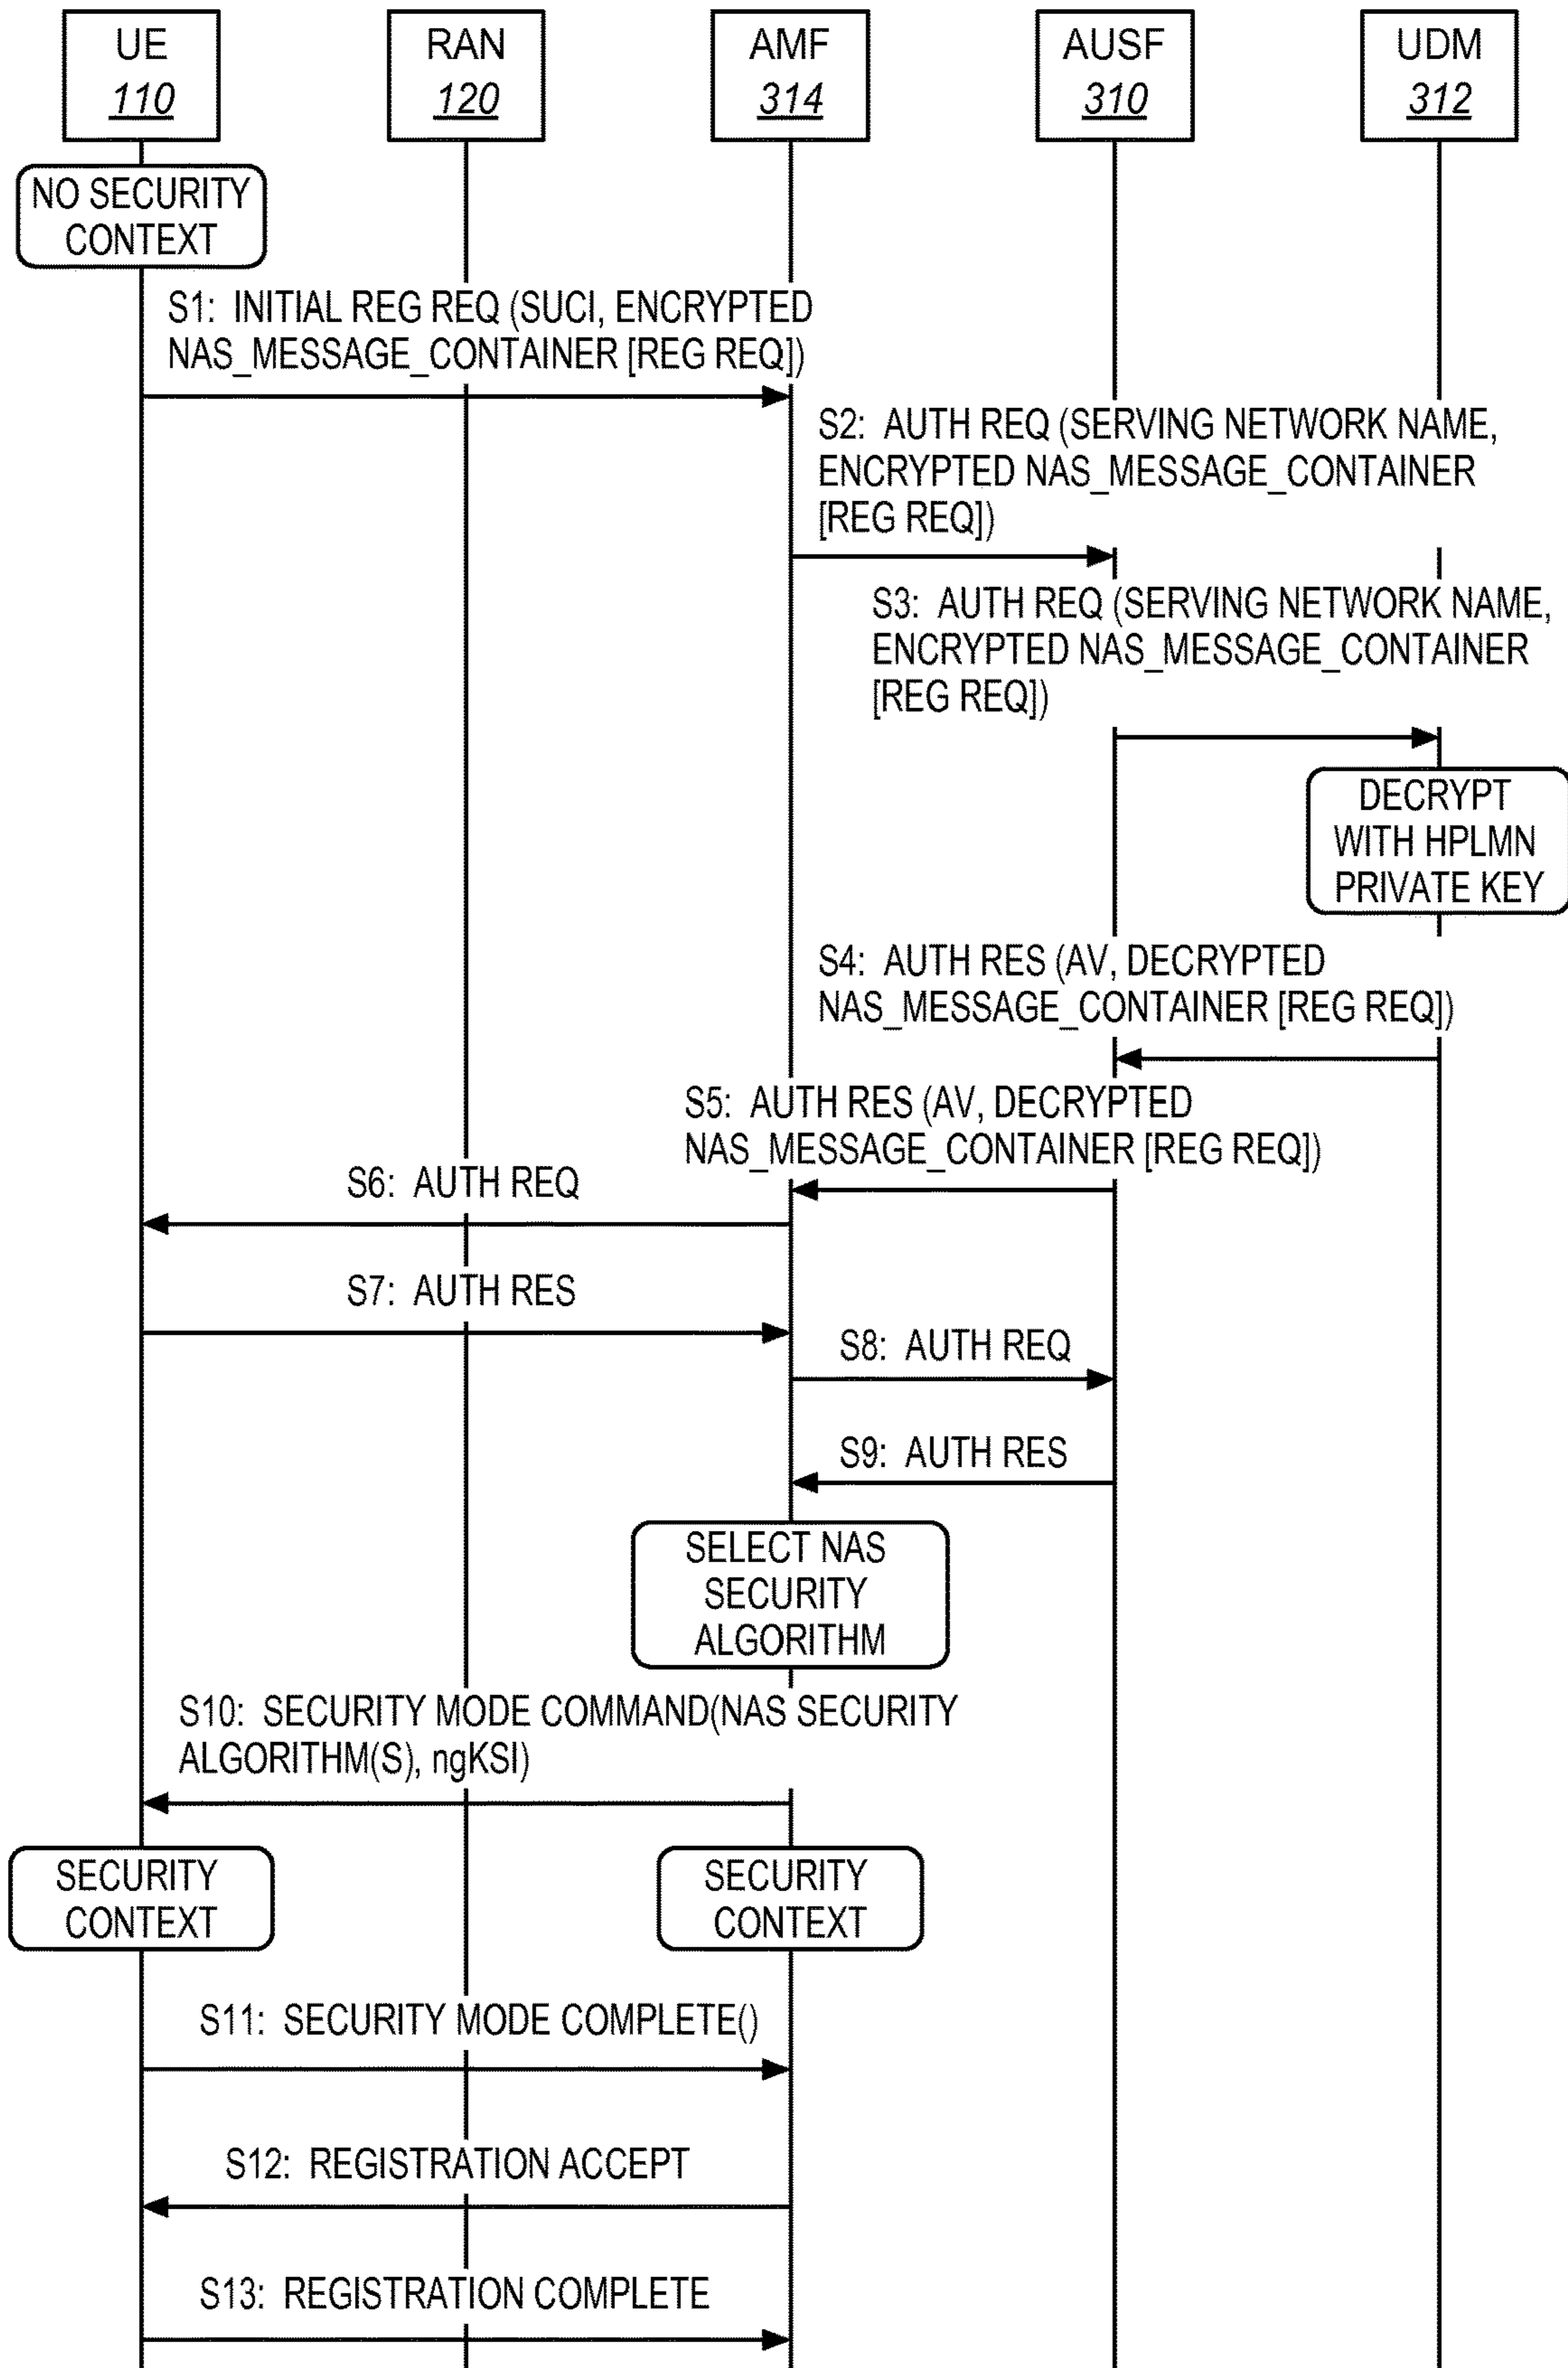 UE
110
RAN
120
AMF
314
AUSF
310
UDM
312
NO SECURITY
CONTEXT
S1: INITIAL REG REQ (SUCI, ENCRYPTED
NAS_MESSAGE_CONTAINER [REG REQ])
S2: AUTH REQ (SERVING NETWORK NAME,
ENCRYPTED NAS_MESSAGE_CONTAINER
[REG REQ])
S3: AUTH REQ (SERVING NETWORK NAME,
ENCRYPTED NAS_MESSAGE_CONTAINER
[REG REQ])
DECRYPT
WITH HPLMN
PRIVATE KEY
S4: AUTH RES (AV, DECRYPTED
NAS_MESSAGE_CONTAINER [REG REQ])
S5: AUTH RES (AV, DECRYPTED
NAS_MESSAGE_CONTAINER [REG REQ])
S6: AUTH REQ
S7: AUTH RES
S8: AUTH REQ
S9: AUTH RES
SELECT NAS
SECURITY
ALGORITHM
S10: SECURITY MODE COMMAND(NAS SECURITY
ALGORITHM(S), ngKSI)
SECURITY
CONTEXT
SECURITY
CONTEXT
S11: SECURITY MODE COMPLETE()
S12: REGISTRATION ACCEPT
S13: REGISTRATION COMPLETE